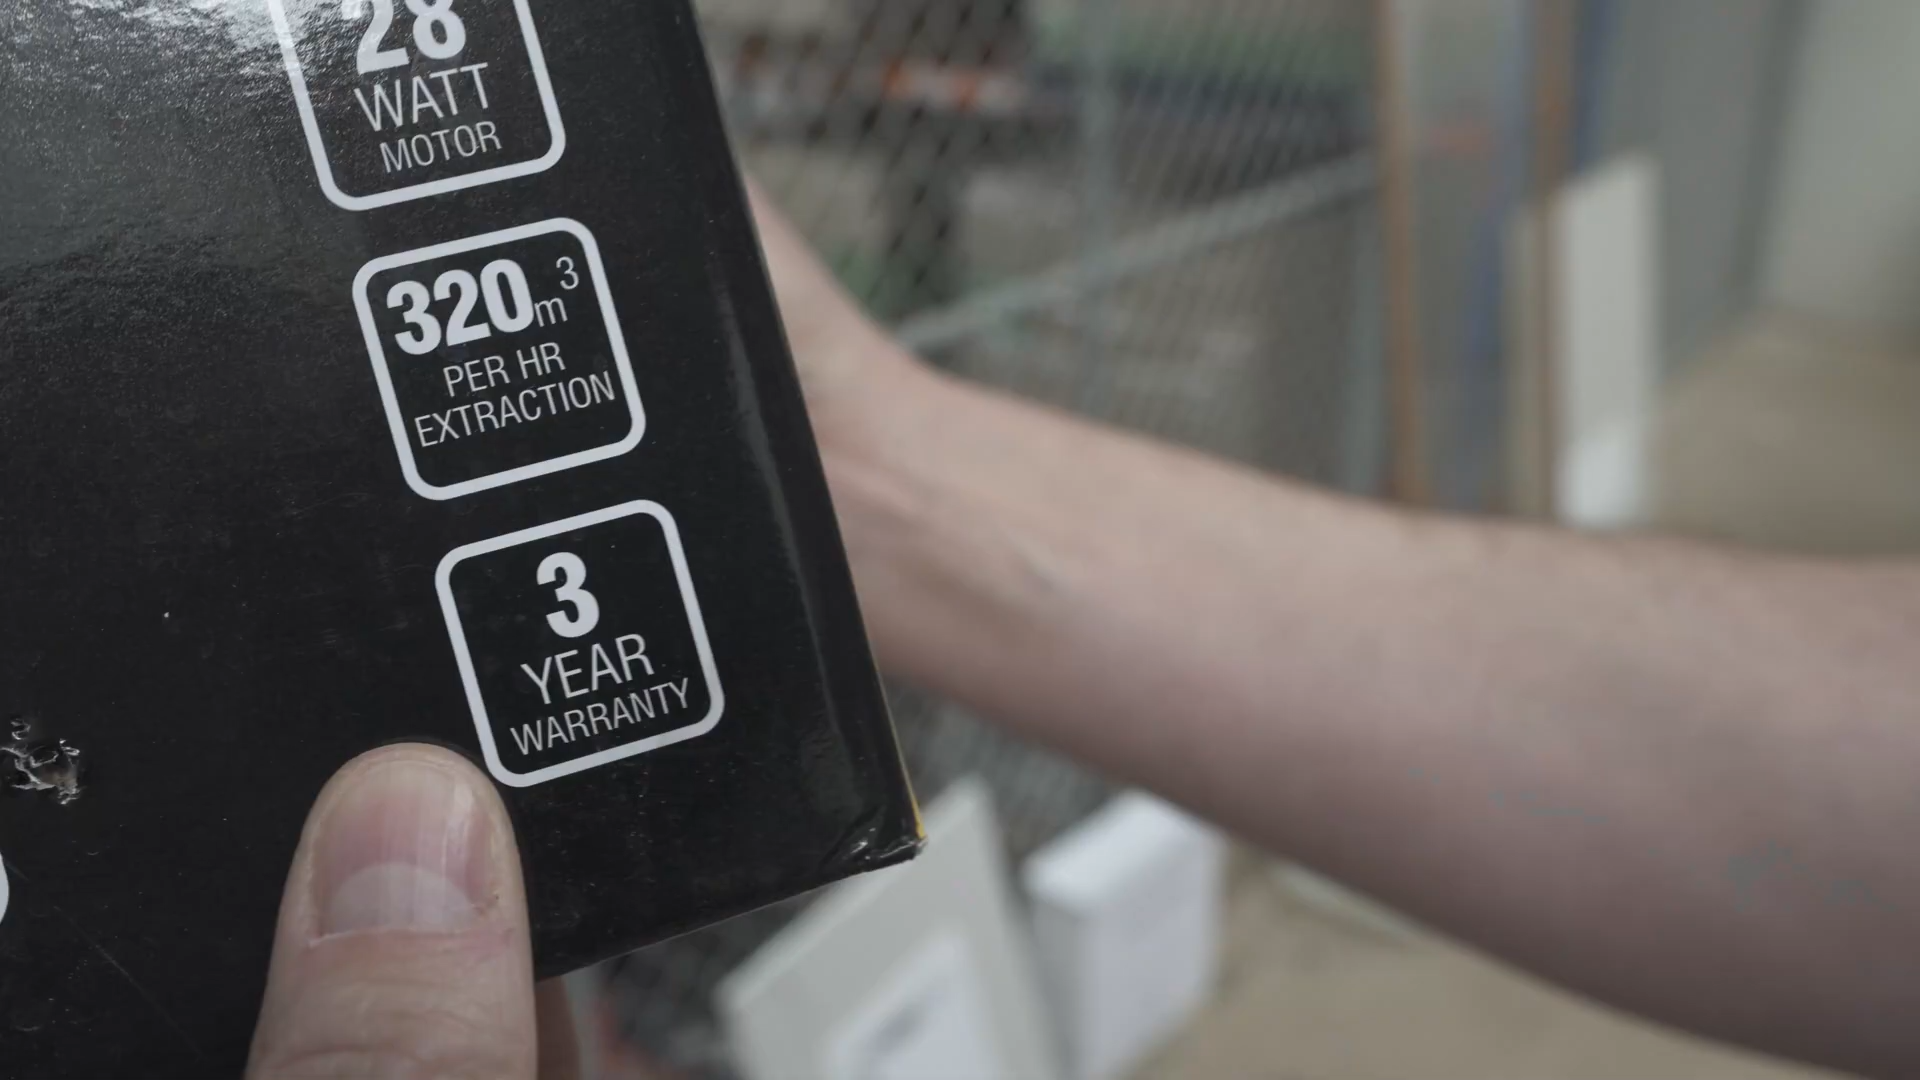 28
WATT
MOTOR
320m³
PER HR
EXTRACTION
3
YEAR
WARRANTY